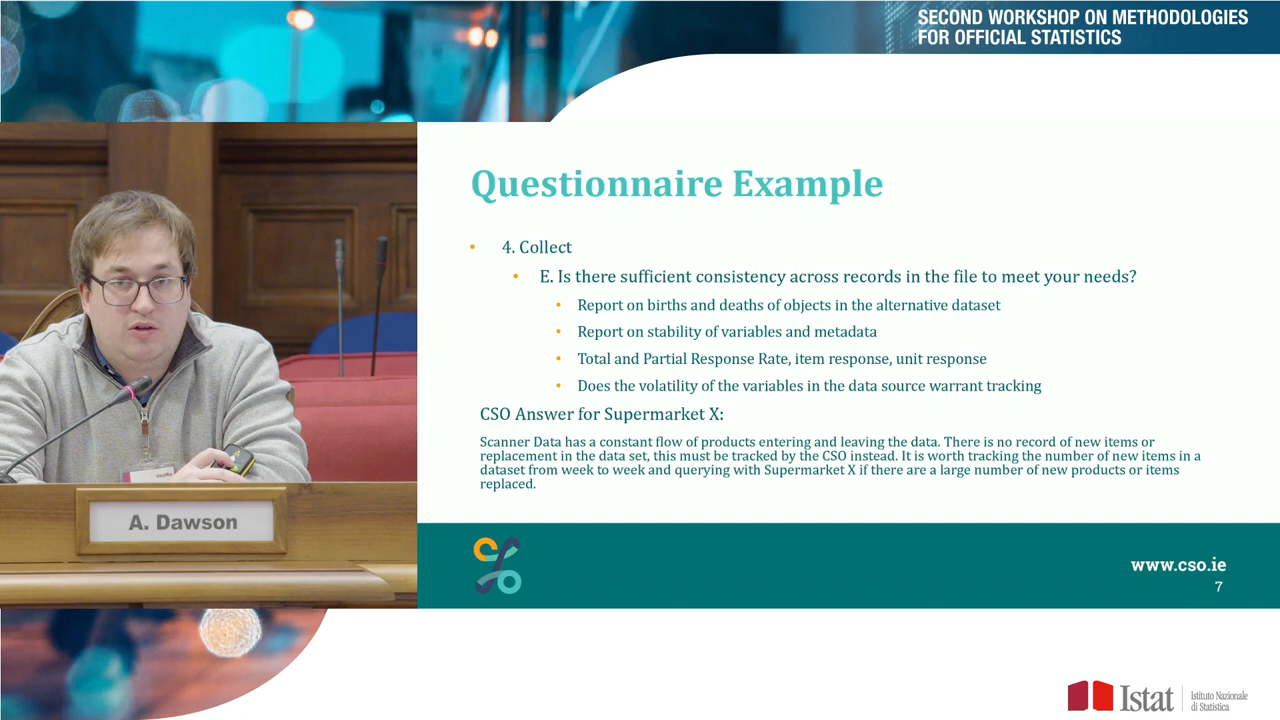 SECOND WORKSHOP ON METHODOLOGIES
FOR OFFICIAL STATISTICS
Questionnaire Example
• 4. Collect
• E. Is there sufficient consistency across records in the file to meet your needs?
• Report on births and deaths of objects in the alternative dataset
• Report on stability of variables and metadata
• Total and Partial Response Rate, item response, unit response
• Does the volatility of the variables in the data source warrant tracking
CSO Answer for Supermarket X:
Scanner Data has a constant flow of products entering and leaving the data. There is no record of new items or
replacement in the data set, this must be tracked by the CSO instead. It is worth tracking the number of new items in a
dataset from week to week and querying with Supermarket X if there are a large number of new products or items
replaced.
A. Dawson
www.cso.ie
7
Istat
Istituto Nazionale
di Statistica